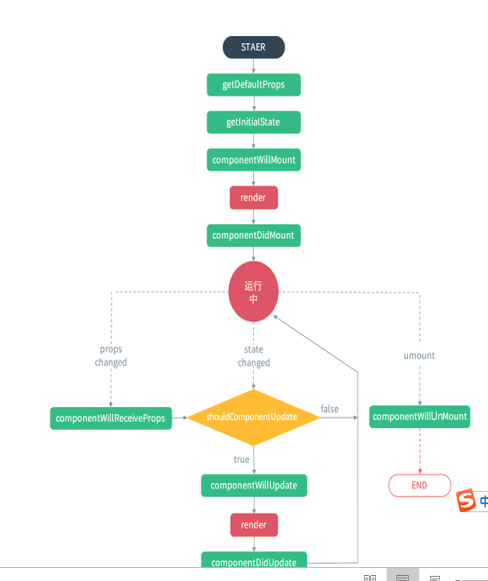 STAER
getDefaultProps
getInitialState
componentWillMount
render
componentDidMount
运行
中
props
changed
state
changed
umount
componentWillReceiveProps
shouldComponentUpdate
false
componentWillUnMount
true
componentWillUpdate
END
S
中
render
componentDidUpdate